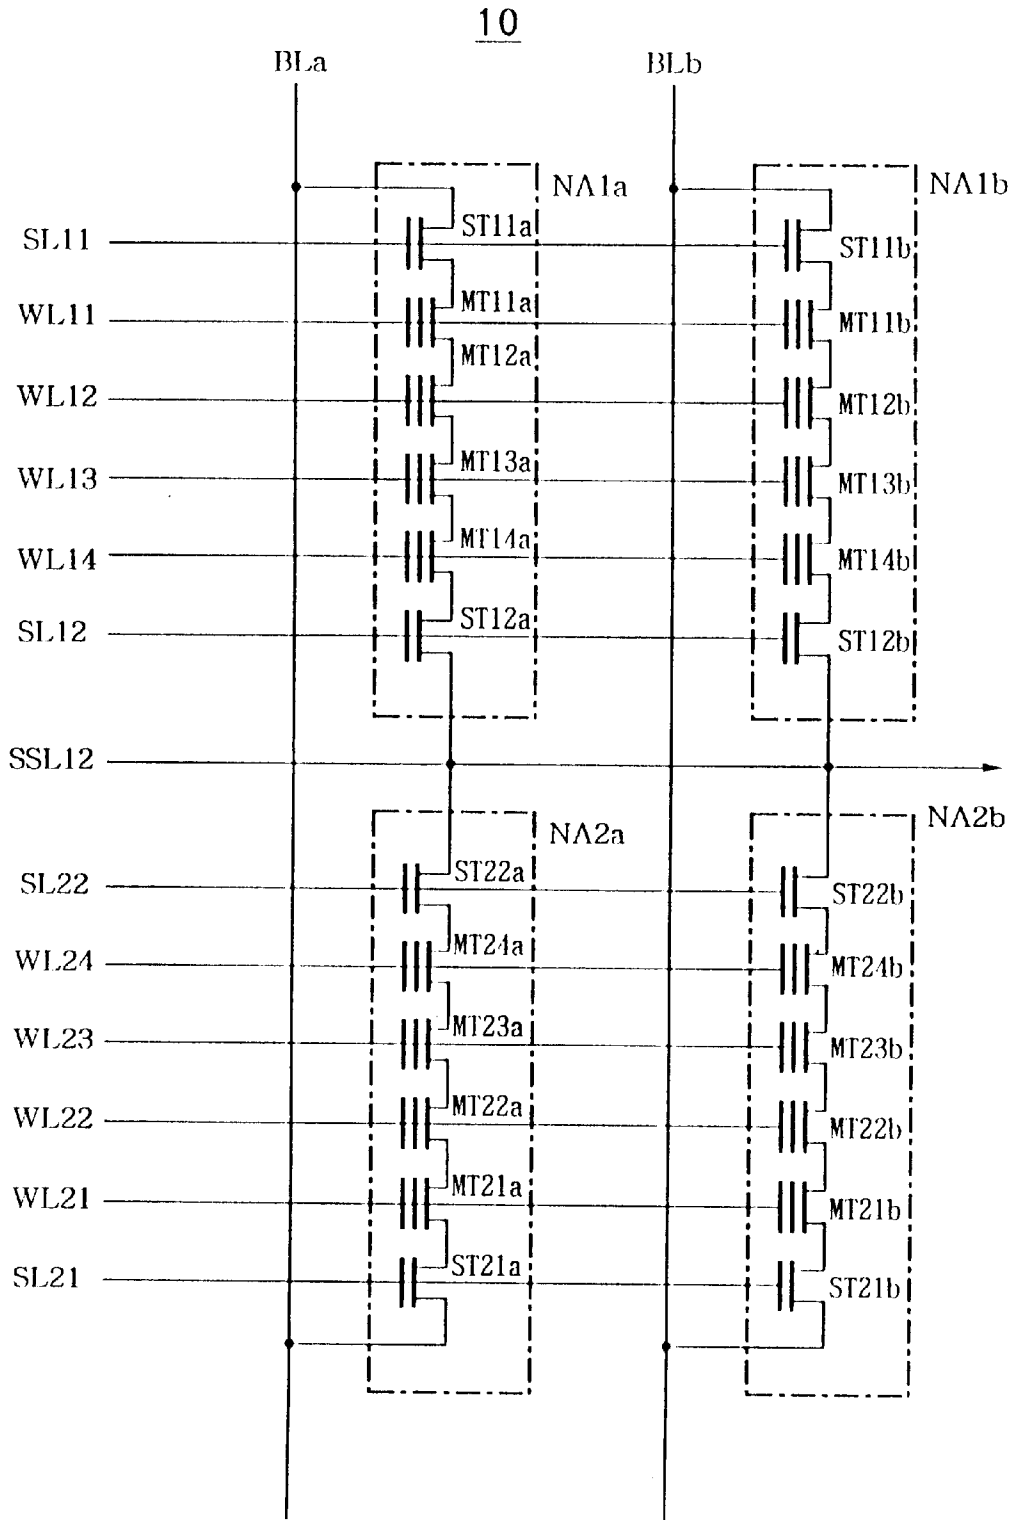 10
BLa BLb
NA1a NA1b
SL11 ST11a ST11b
WL11 MT11a MT11b
MT12a
WL12 MT12b
WL13 MT13a MT13b
WL14 MT14a MT14b
SL12 ST12a ST12b
SSL12
NA2a NA2b
SL22 ST22a ST22b
WL24 MT24a MT24b
WL23 MT23a MT23b
WL22 MT22a MT22b
WL21 MT21a MT21b
SL21 ST21a ST21b